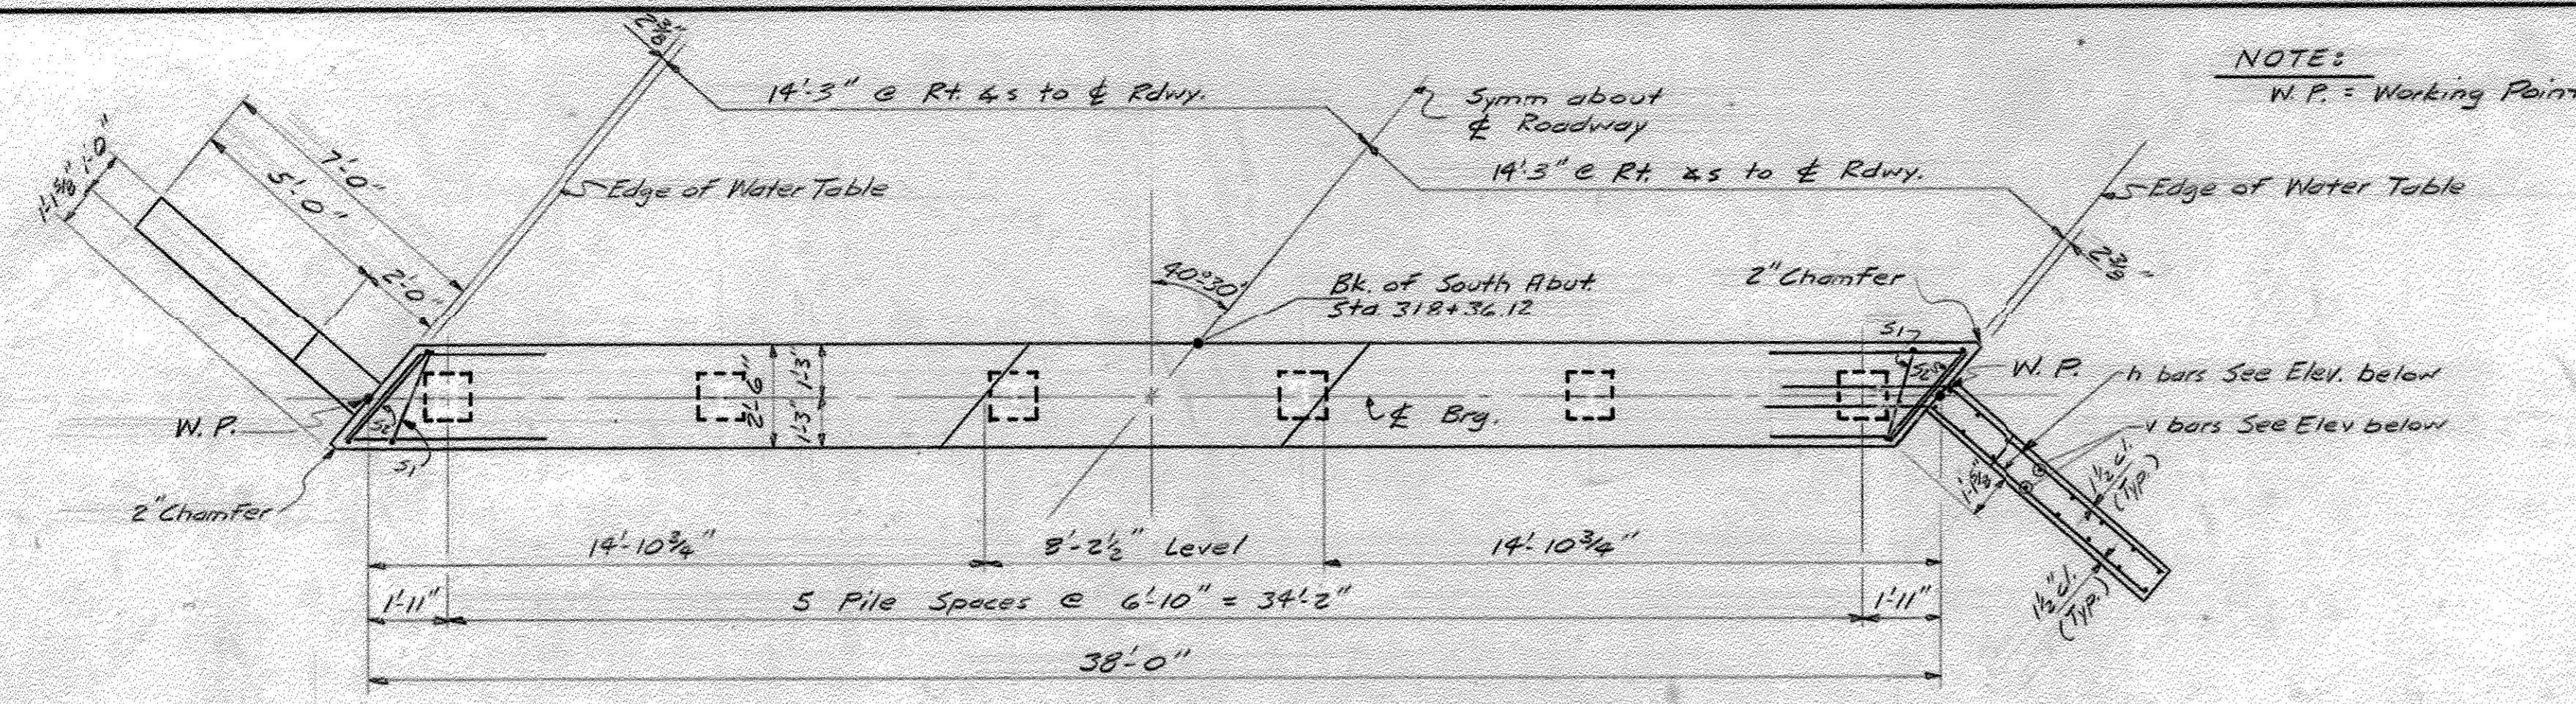 2 3/8"
14'-3" @ Rt. ∡s to ℄ Rdwy.
Symm about
℄ Roadway
NOTE:
W. P. = Working Point
14'-3" @ Rt. ∡s to ℄ Rdwy.
7'-0"
5'-0"
2'-0"
1'-0"
1'-1 5/8"
Edge of Water Table
Edge of Water Table
2 3/8"
40°-30'
Bk. of South Abut.
Sta 318+36.12
2" Chamfer
S1
S2
W. P.
h bars See Elev. below
v bars See Elev below
1 1/2" cl.
(Typ.)
1'-1 5/8"
1 1/2" cl.
(Typ.)
2'-6"
1'-3"
1'-3"
℄ Brg.
W. P.
S2
S1
2" Chamfer
14'-10 3/4"
8'-2 1/2" Level
14'-10 3/4"
1'-11"
5 Pile Spaces @ 6'-10" = 34'-2"
1'-11"
38'-0"